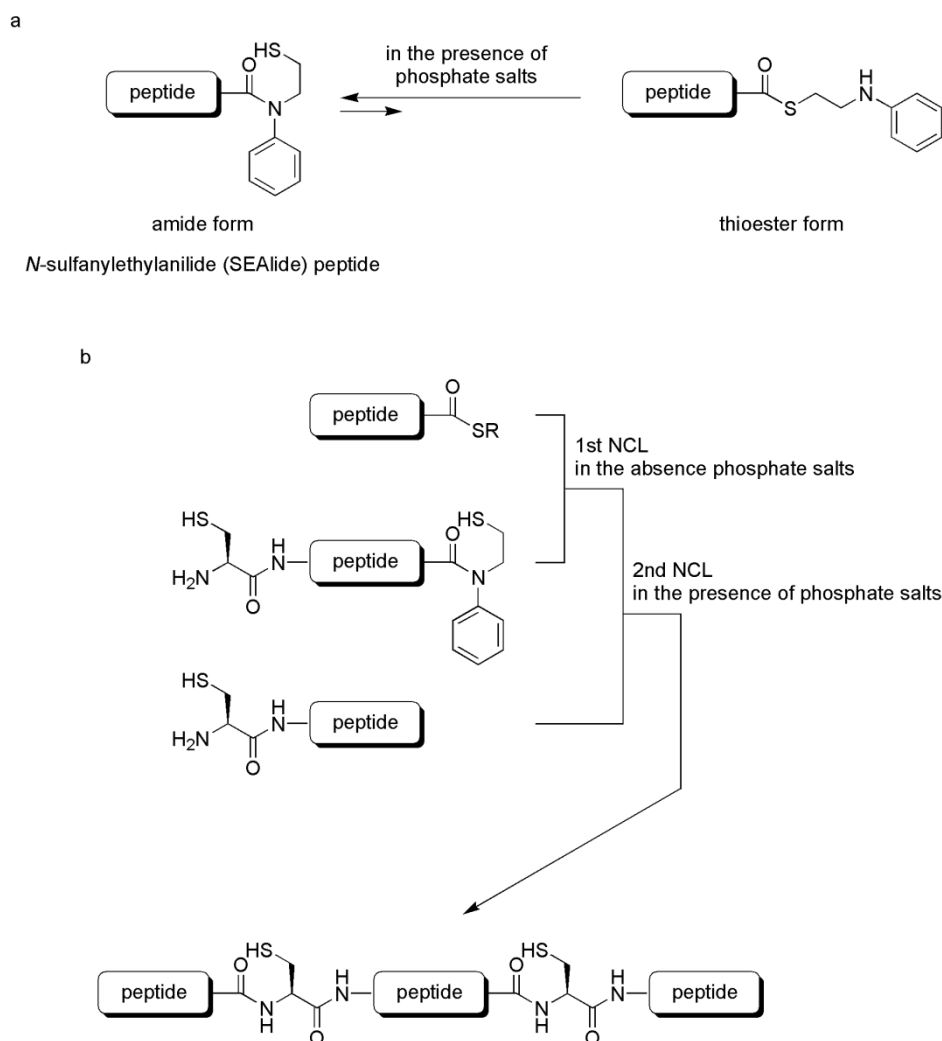 a
HS
O
N
peptide
amide form
N-sulfanylethylanilide (SEAlide) peptide
in the presence of
phosphate salts
peptide
O
S
H
N
thioester form
b
peptide
O
SR
1st NCL
in the absence phosphate salts
HS
H2N
O
H
N
peptide
O
HS
N
2nd NCL
in the presence of phosphate salts
HS
H2N
O
H
N
peptide
peptide
O
HS
N
H
O
H
N
peptide
O
HS
N
H
O
H
N
peptide